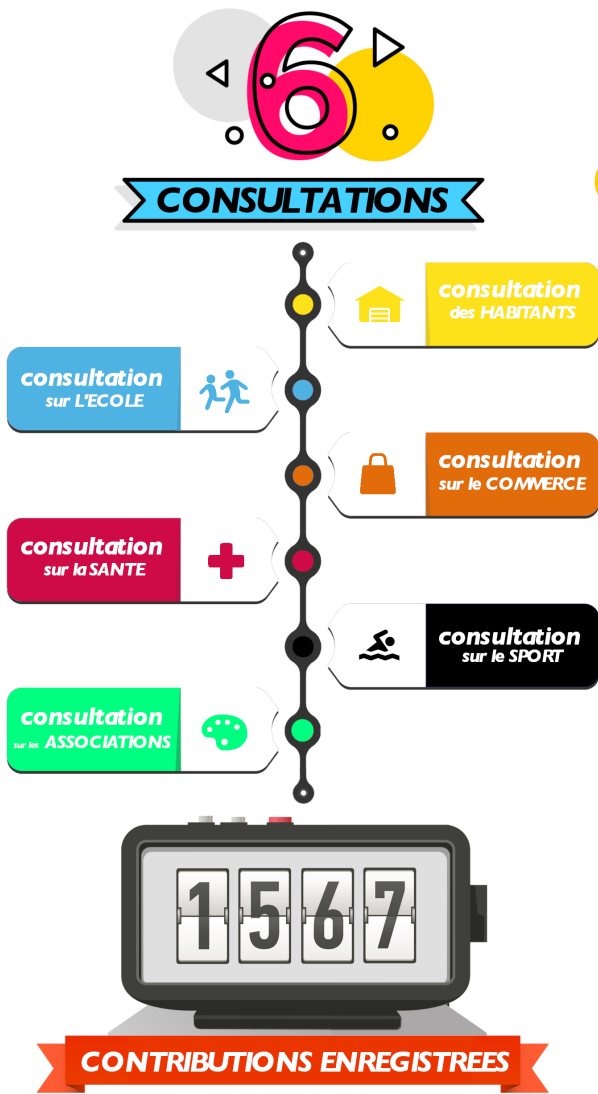 6
CONSULTATIONS
consultation
des HABITANTS
consultation
sur L'ECOLE
consultation
sur le COMMERCE
consultation
sur la SANTE
consultation
sur le SPORT
consultation
sur les ASSOCIATIONS
1567
CONTRIBUTIONS ENREGISTREES